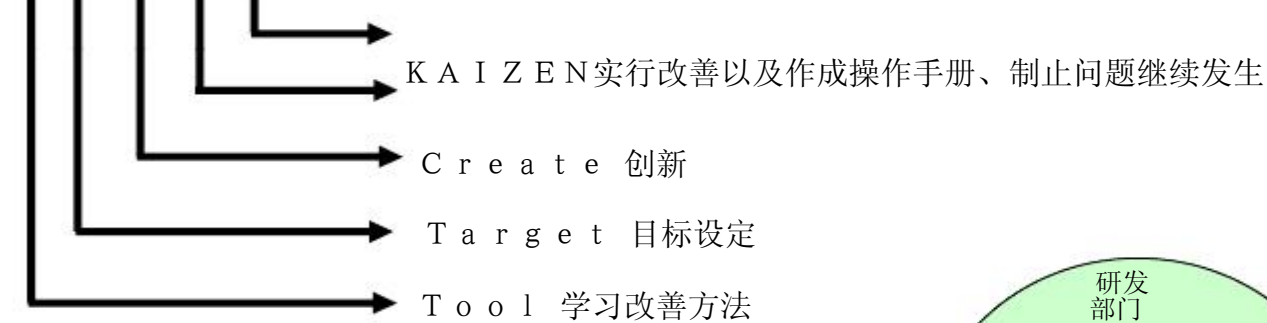 ＫＡＩＺＥＮ实行改善以及作成操作手册、制止问题继续发生
Ｃｒｅａｔｅ 创新
Ｔａｒｇｅｔ 目标设定
Ｔｏｏｌ 学习改善方法
研发
部门